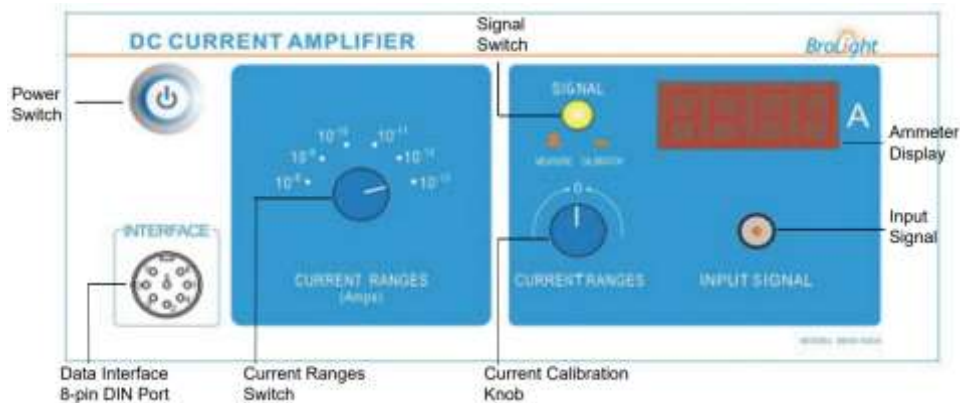 DC CURRENT AMPLIFIER
Signal
Switch
BroLight
Power
Switch
SIGNAL
A
Ammeter
Display
10⁻¹⁰
10⁻¹¹
10⁻⁹
10⁻¹²
10⁻⁸
10⁻¹³
MEASURE
CALIBRATION
0
INTERFACE
Input
Signal
CURRENT RANGES
(Amps)
CURRENT RANGES
INPUT SIGNAL
Data Interface
8-pin DIN Port
Current Ranges
Switch
Current Calibration
Knob